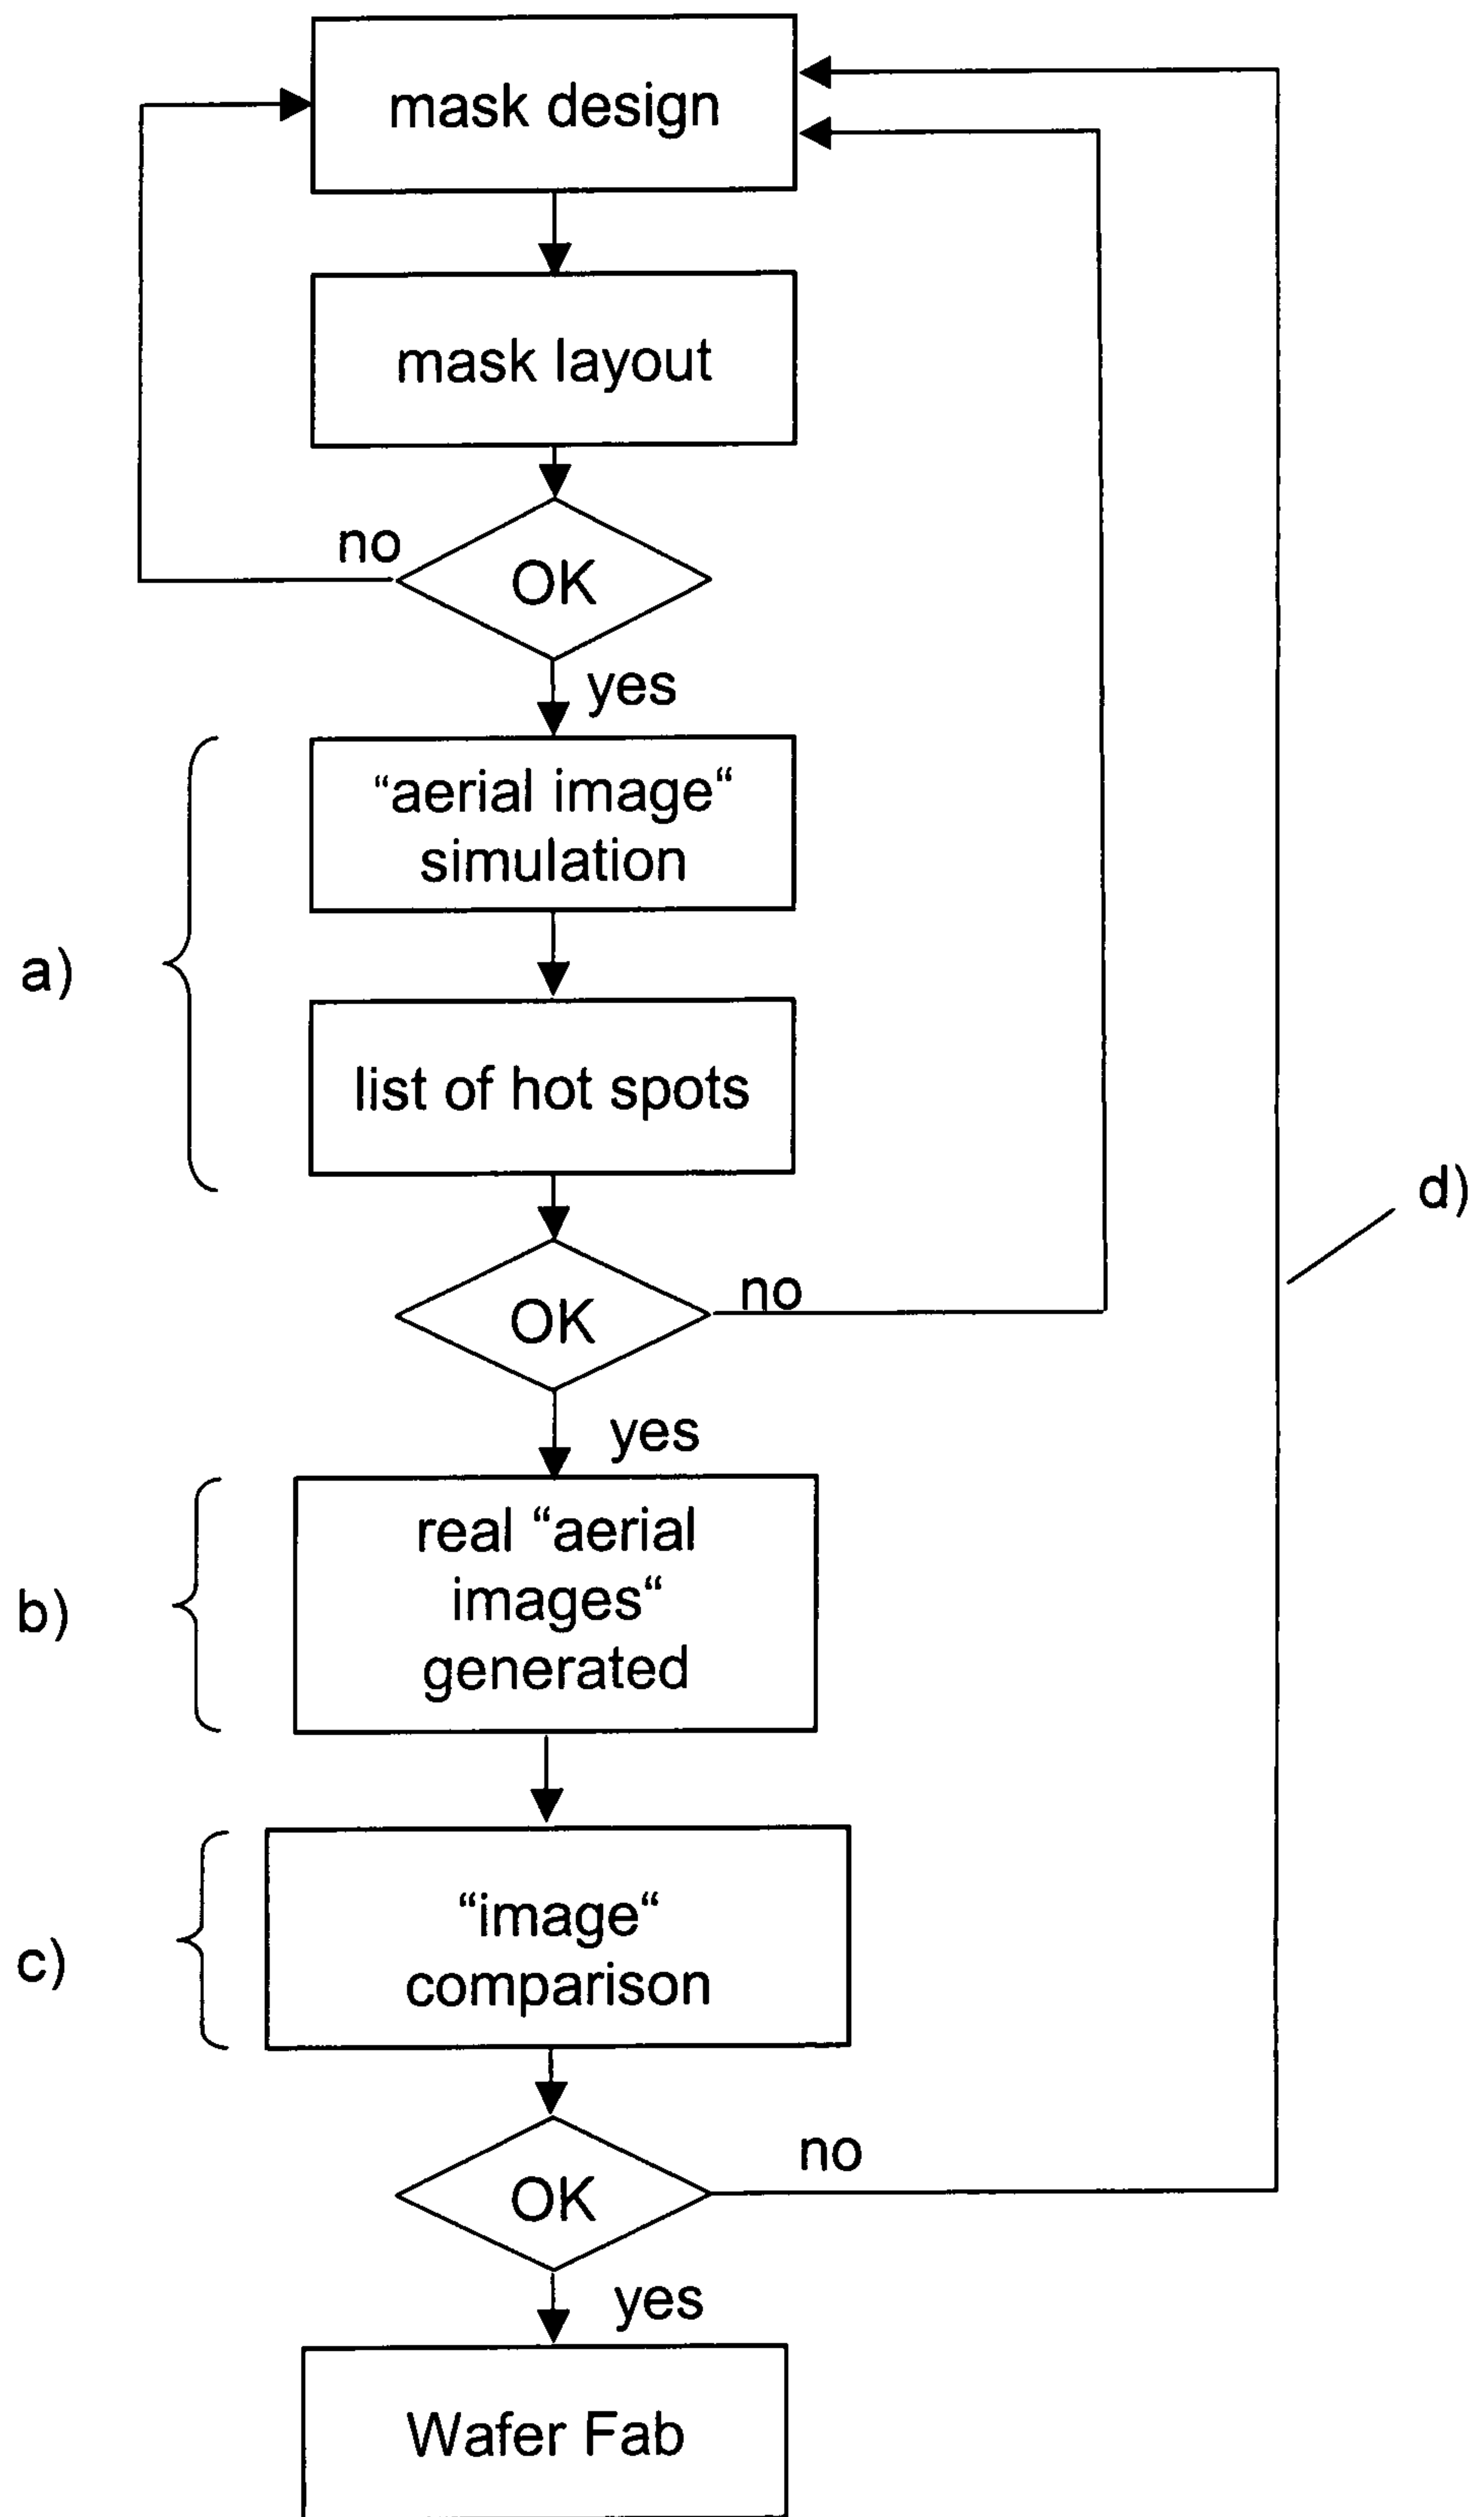 mask design
mask layout
no
OK
yes
“aerial image“
simulation
a)
list of hot spots
d)
no
OK
yes
real “aerial
images“
generated
b)
“image“
comparison
c)
no
OK
yes
Wafer Fab